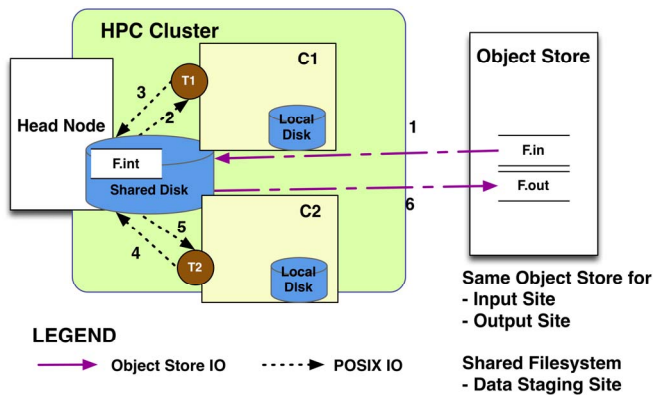 HPC Cluster
C1
T1
3
2
Local
Disk
Head Node
F.int
Shared Disk
1
6
Object Store
F.in
F.out
C2
5
4
T2
Local
DIsk
Same Object Store for
- Input Site
- Output Site
Shared Filesystem
- Data Staging Site
LEGEND
Object Store IO
POSIX IO